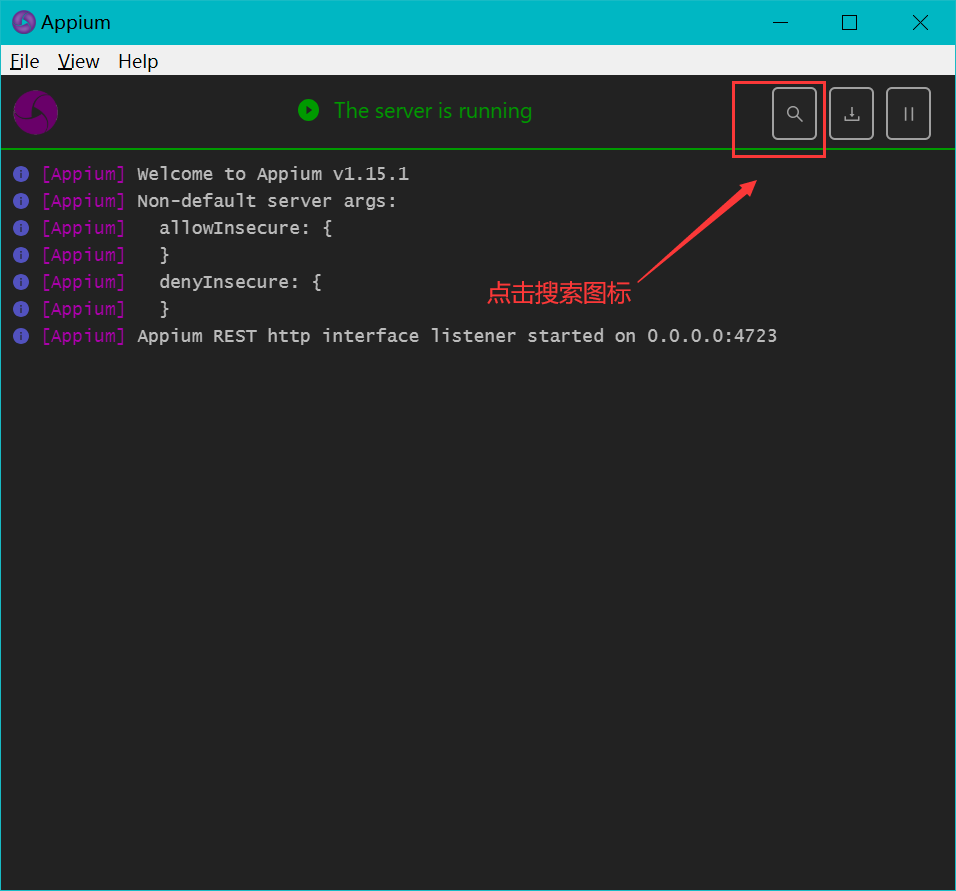 Appium
File View Help
The server is running
[Appium] Welcome to Appium v1.15.1
[Appium] Non-default server args:
[Appium]   allowInsecure: {
[Appium]   }
[Appium]   denyInsecure: {
[Appium]   }
[Appium] Appium REST http interface listener started on 0.0.0.0:4723
点击搜索图标